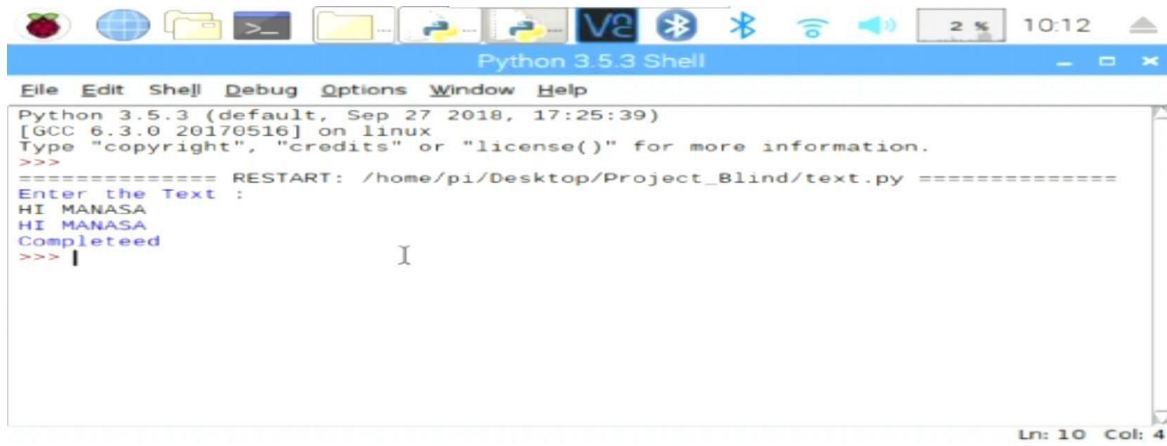 2 % 10:12
Python 3.5.3 Shell
File Edit Shell Debug Options Window Help
Python 3.5.3 (default, Sep 27 2018, 17:25:39)
[GCC 6.3.0 20170516] on linux
Type "copyright", "credits" or "license()" for more information.
>>>
============== RESTART: /home/pi/Desktop/Project_Blind/text.py ==============
Enter the Text :
HI MANASA
HI MANASA
Completeed
>>>
Ln: 10 Col: 4